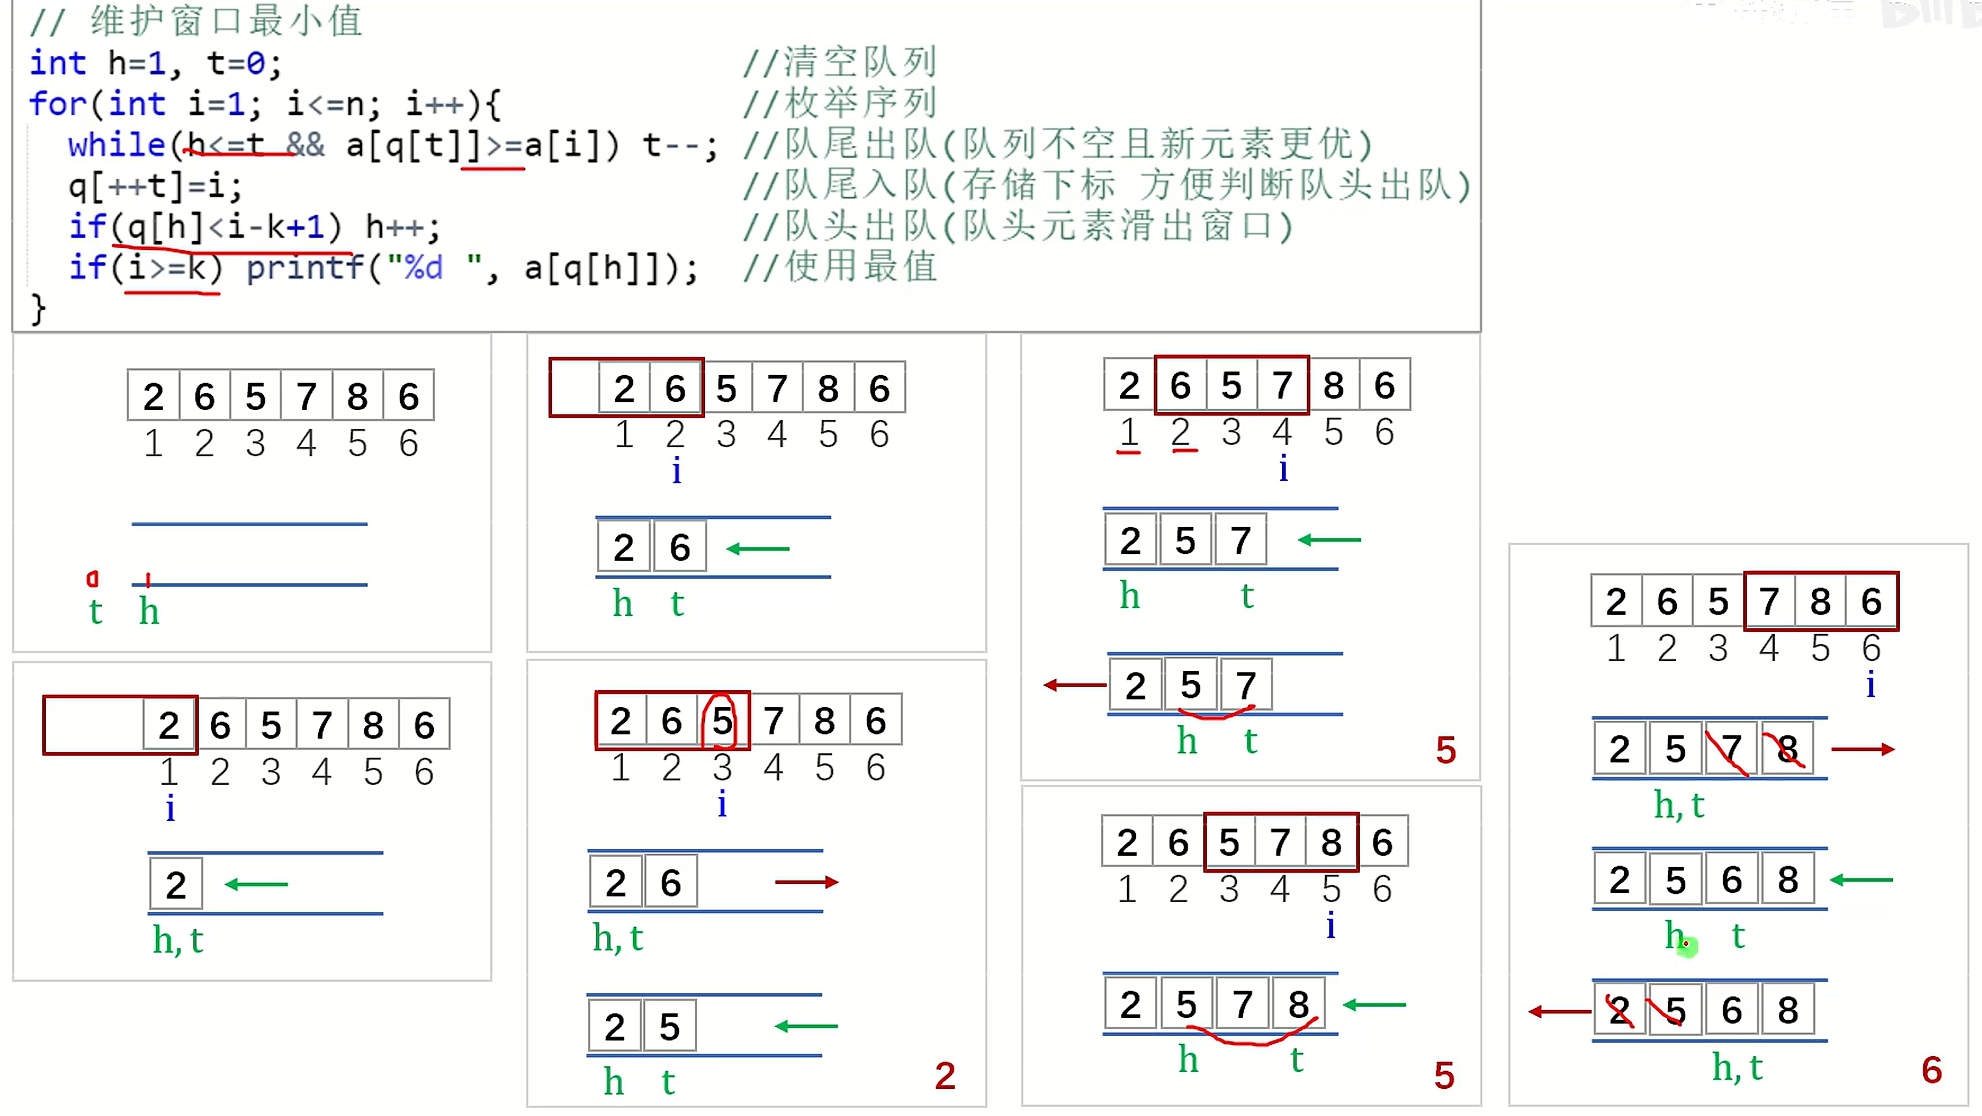 // 维护窗口最小值
int h=1, t=0; //清空队列
for(int i=1; i<=n; i++){ //枚举序列
while(h<=t && a[q[t]]>=a[i]) t--; //队尾出队(队列不空且新元素更优)
q[++t]=i; //队尾入队(存储下标 方便判断队头出队)
if(q[h]<i-k+1) h++; //队头出队(队头元素滑出窗口)
if(i>=k) printf("%d ", a[q[h]]); //使用最值
}
2 6 5 7 8 6
1 2 3 4 5 6
0 1
t h
2 6 5 7 8 6
1 2 3 4 5 6
i
2
h, t
2 6 5 7 8 6
1 2 3 4 5 6
i
2 6
h t
2 6 5 7 8 6
1 2 3 4 5 6
i
2 6
h, t
2 5
h t
2
2 6 5 7 8 6
1 2 3 4 5 6
i
2 5 7
h t
2 5 7
h t
5
2 6 5 7 8 6
1 2 3 4 5 6
i
2 5 7 8
h t
5
2 6 5 7 8 6
1 2 3 4 5 6
i
2 5 7 8
h, t
2 5 6 8
h t
2 5 6 8
h, t
6